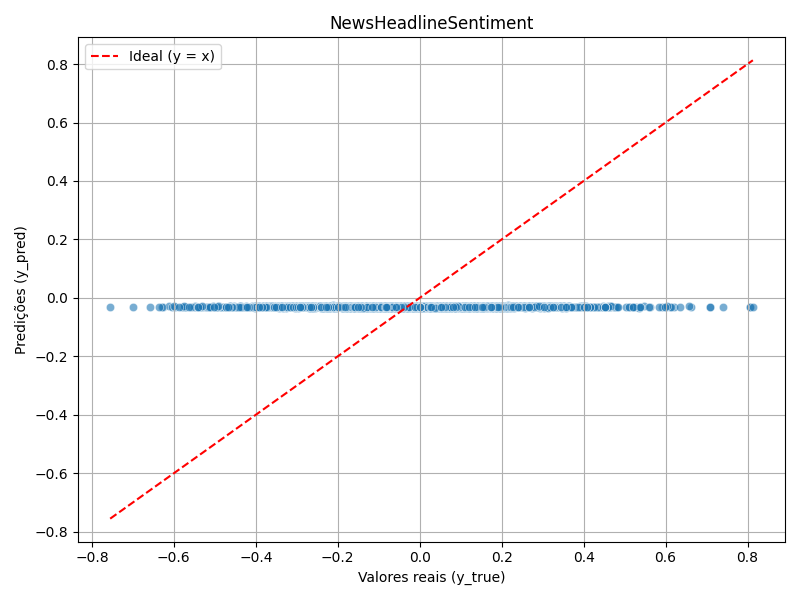 NewsHeadlineSentiment
Ideal (y = x)
0.8
0.6
0.4
0.2
0.0
−0.2
−0.4
−0.6
−0.8
Predições (y_pred)
−0.8 −0.6 −0.4 −0.2 0.0 0.2 0.4 0.6 0.8
Valores reais (y_true)